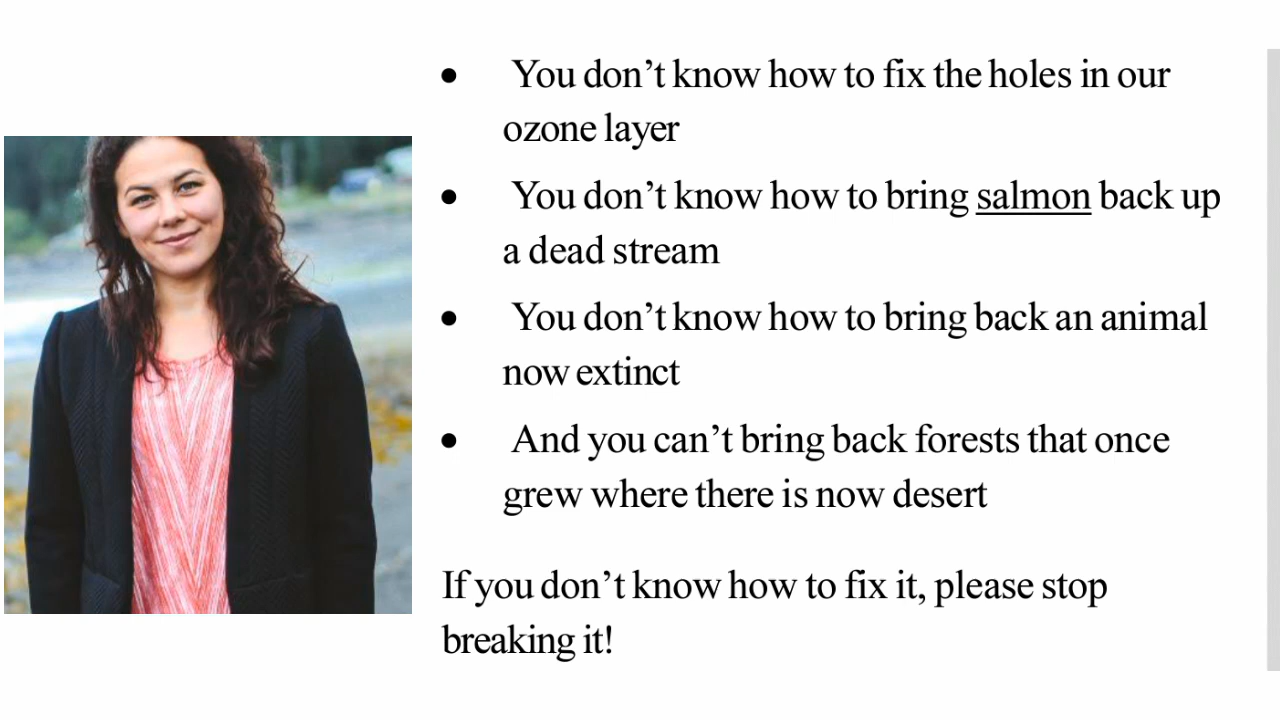 • You don’t know how to fix the holes in our
ozone layer
• You don’t know how to bring salmon back up
a dead stream
• You don’t know how to bring back an animal
now extinct
• And you can’t bring back forests that once
grew where there is now desert
If you don’t know how to fix it, please stop
breaking it!